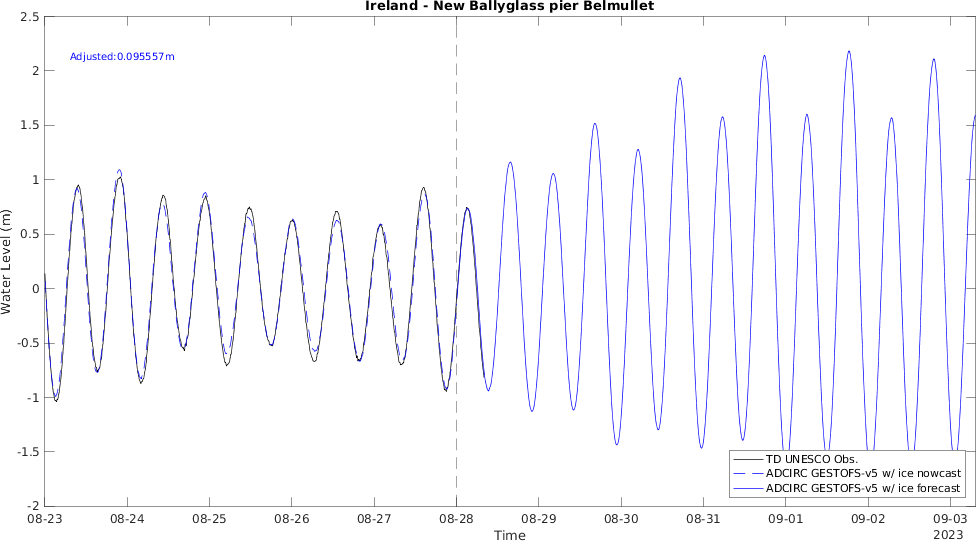 Ireland - New Ballyglass pier Belmullet
Adjusted:0.095557m
Water Level (m)
2.5
2
1.5
1
0.5
0
-0.5
-1
-1.5
-2
TD UNESCO Obs.
ADCIRC GESTOFS-v5 w/ ice nowcast
ADCIRC GESTOFS-v5 w/ ice forecast
08-23 08-24 08-25 08-26 08-27 08-28 08-29 08-30 08-31 09-01 09-02 09-03
Time
2023